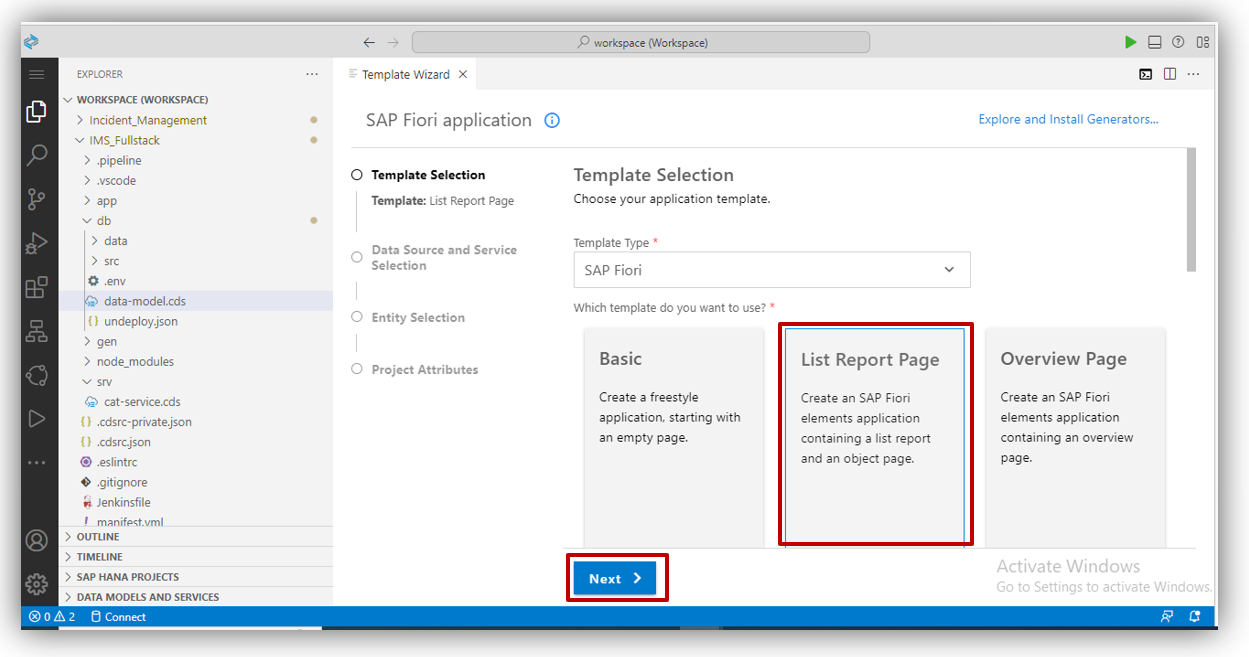 workspace (Workspace)
EXPLORER
Template Wizard
WORKSPACE (WORKSPACE)
Incident_Management
IMS_Fullstack
.pipeline
.vscode
app
db
data
src
.env
data-model.cds
undeploy.json
gen
node_modules
srv
cat-service.cds
.cdsrc-private.json
.cdsrc.json
.eslintrc
.gitignore
Jenkinsfile
manifest.yml
OUTLINE
TIMELINE
SAP HANA PROJECTS
DATA MODELS AND SERVICES
SAP Fiori application
Explore and Install Generators...
Template Selection
Template: List Report Page
Data Source and Service
Selection
Entity Selection
Project Attributes
Template Selection
Choose your application template.
Template Type *
SAP Fiori
Which template do you want to use? *
Basic
Create a freestyle
application, starting with
an empty page.
List Report Page
Create an SAP Fiori
elements application
containing a list report
and an object page.
Overview Page
Create an SAP Fiori
elements application
containing an overview
page.
Next
Activate Windows
Go to Settings to activate Windows.
0 2 Connect